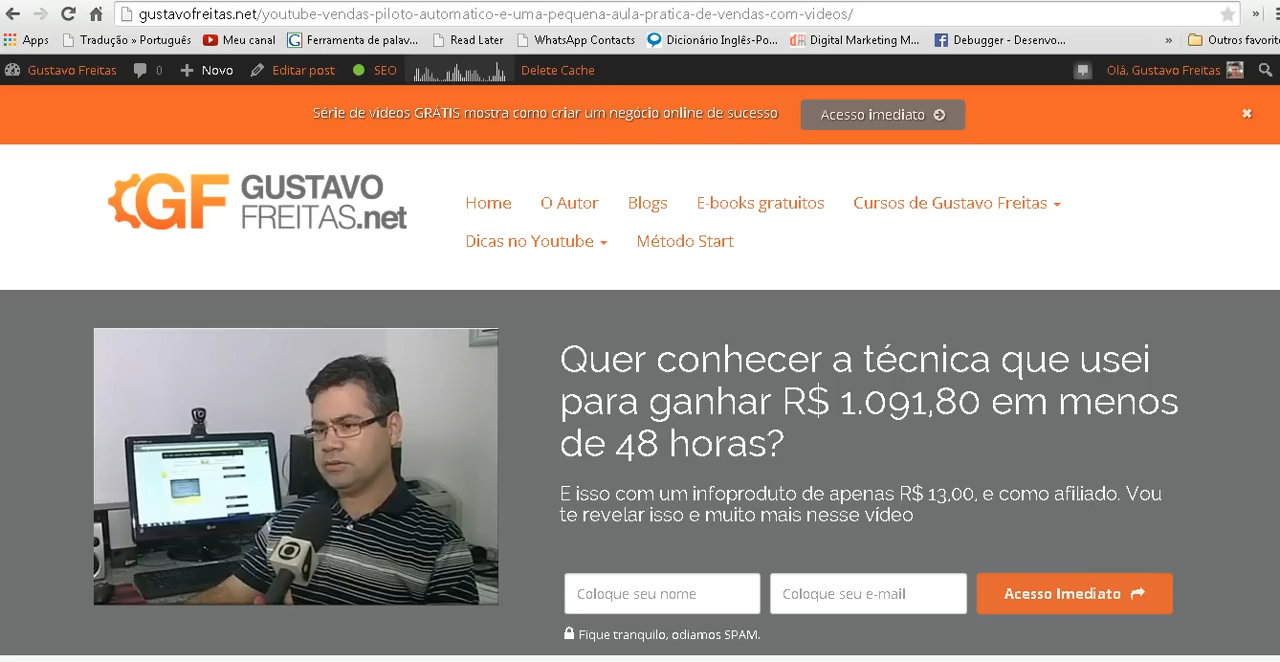 gustavofreitas.net/youtube-vendas-piloto-automatico-e-uma-pequena-aula-pratica-de-vendas-com-videos/
Apps Tradução » Português Meu canal Ferramenta de palav... Read Later WhatsApp Contacts Dicionário Inglês-Po... Digital Marketing M... Debugger - Desenvo... » Outros favorit
Gustavo Freitas 0 Novo Editar post SEO Delete Cache Olá, Gustavo Freitas
Série de vídeos GRÁTIS mostra como criar um negócio online de sucesso Acesso imediato
GF GUSTAVO
FREITAS.net
Home O Autor Blogs E-books gratuitos Cursos de Gustavo Freitas
Dicas no Youtube Método Start
Quer conhecer a técnica que usei
para ganhar R$ 1.091,80 em menos
de 48 horas?
E isso com um infoproduto de apenas R$ 13,00, e como afiliado. Vou
te revelar isso e muito mais nesse vídeo
Coloque seu nome Coloque seu e-mail Acesso Imediato
Fique tranquilo, odiamos SPAM.